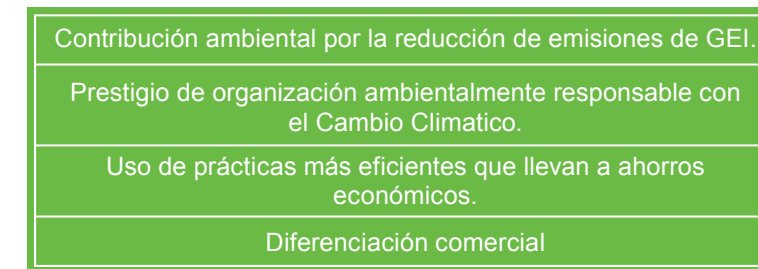 Contribución ambiental por la reducción de emisiones de GEI.
Prestigio de organización ambientalmente responsable con
el Cambio Climatico.
Uso de prácticas más eficientes que llevan a ahorros
económicos.
Diferenciación comercial